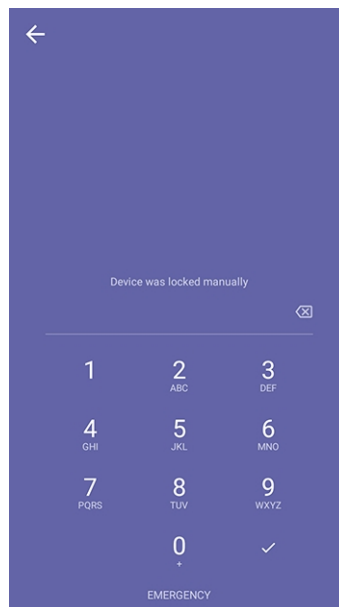 Device was locked manually
1 2 3
ABC DEF
4 5 6
GHI JKL MNO
7 8 9
PQRS TUV WXYZ
0
+
EMERGENCY